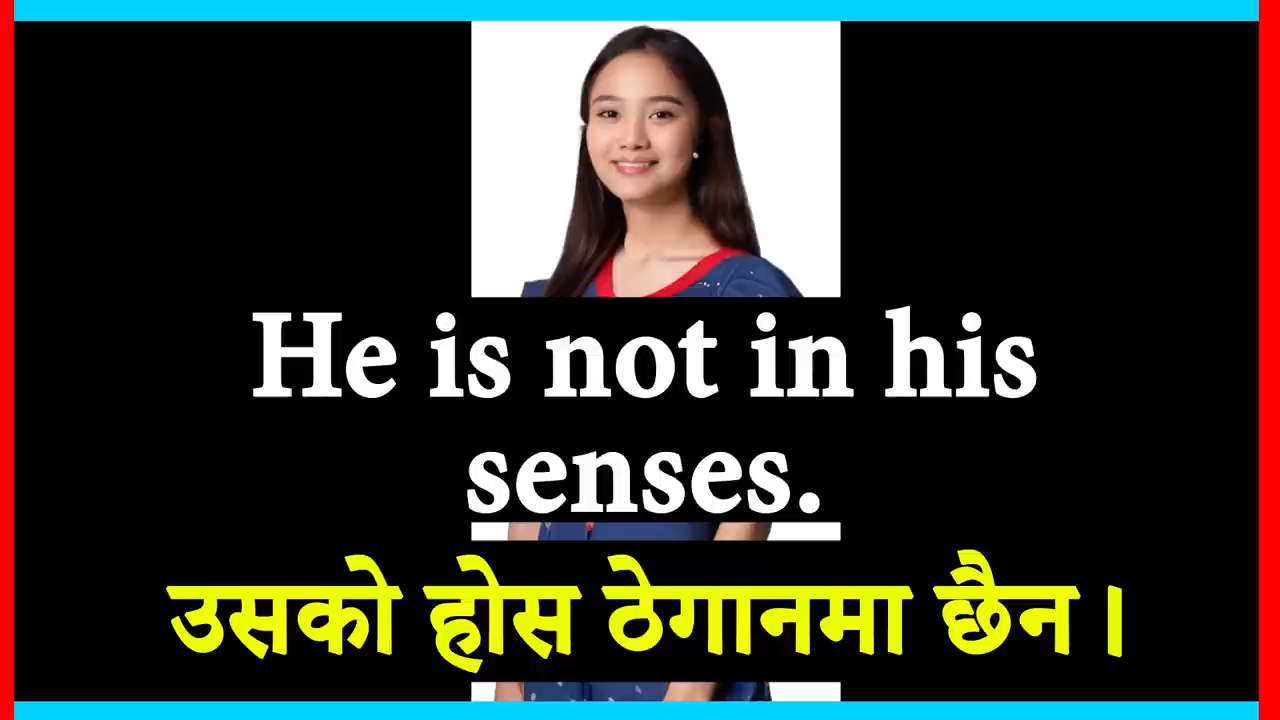 He is not in his
senses.
उसको होस ठेगानमा छैन ।